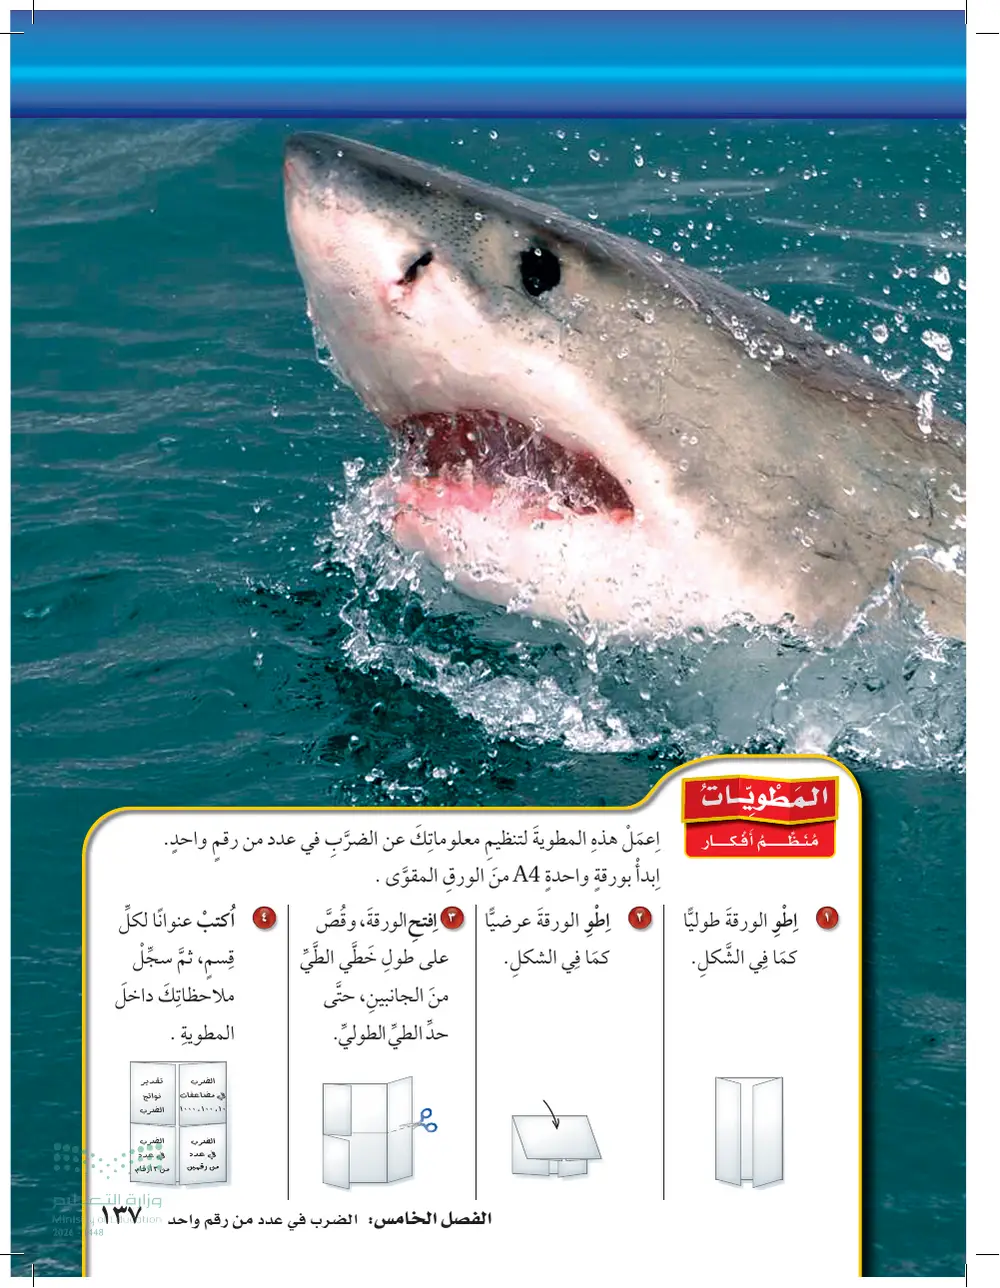 المَطْوِيّاتُ
مُنَظِّمُ أَفْكار
اِعمَلْ هذهِ المطويةَ لتنظيمِ معلوماتِكَ عن الضرَّبِ في عدد من رقمٍ واحدٍ.
اِبدأْ بورقةٍ واحدةٍ A4 منَ الورقِ المقوَّى .
١ اِطْوِ الورقةَ طوليًّا
كمَا فِي الشَّكلِ.
٢ اِطْوِ الورقةَ عرضيًّا
كمَا فِي الشكلِ.
٣ اِفتحِ الورقةَ، وقُصَّ
على طولِ خَطَّي الطَّيِّ
منَ الجانبينِ، حتَّى
حدِّ الطيِّ الطوليِّ.
٤ اُكتبْ عنوانًا لكلِّ
قِسمٍ، ثمَّ سجِّلْ
ملاحظاتِكَ داخلَ
المطويةِ .
الضرب
في مضاعفات
١٠، ١٠٠، ١٠٠٠
تقدير
نواتج
الضرب
الضرب
في عدد
من رقمين
الضرب
في عدد
من ٣ أرقام
وزارة التعليم
Ministry of Education
2026 - 1448
الفصل الخامس: الضرب في عدد من رقم واحد ١٣٧